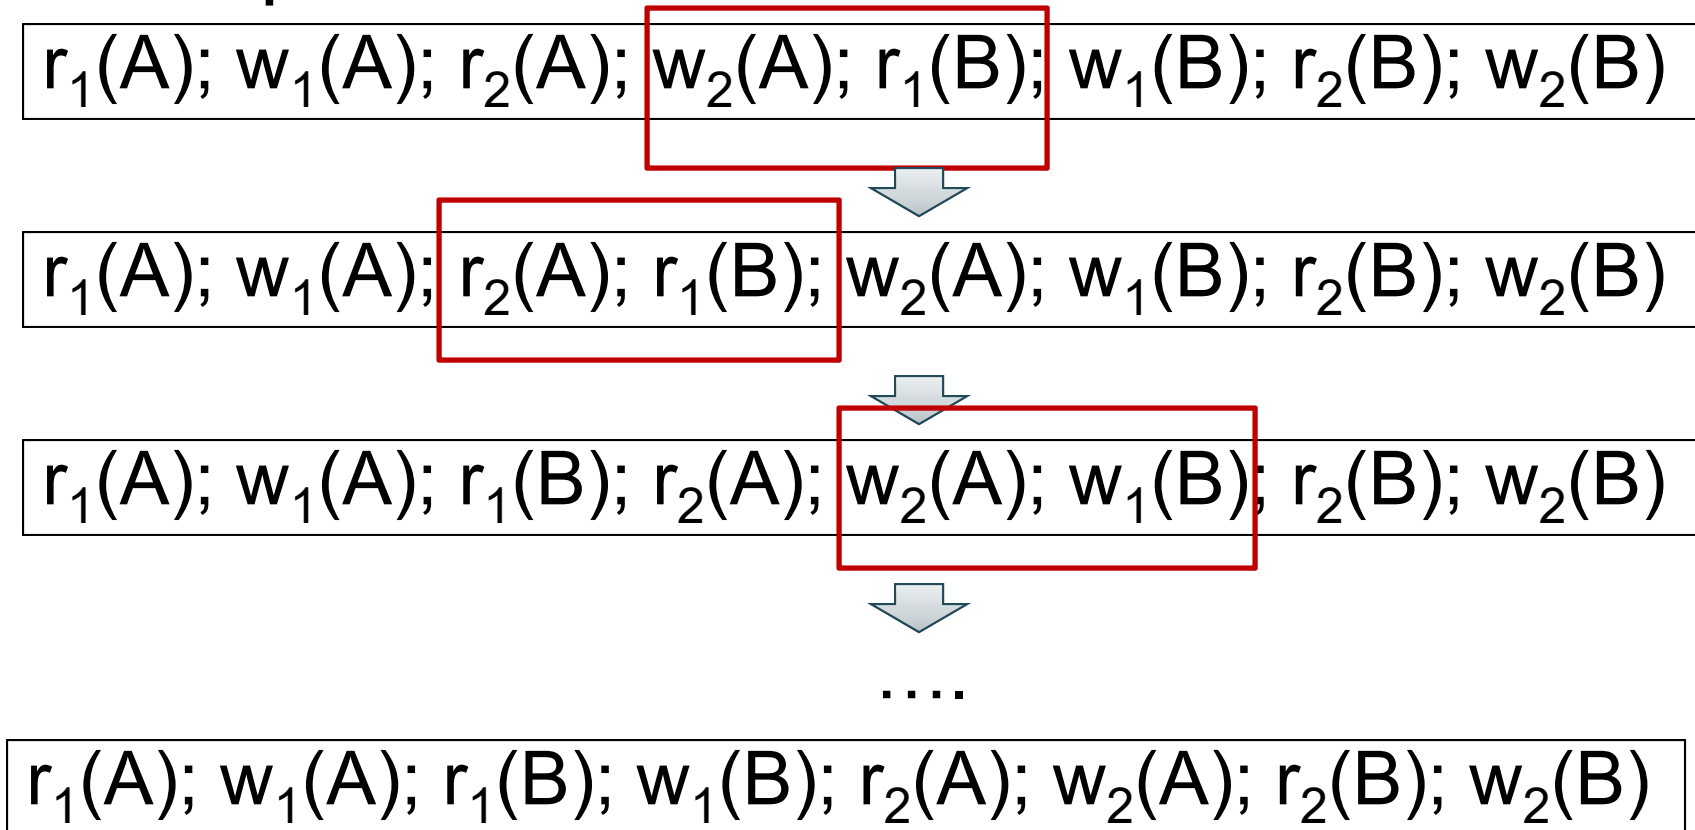 r₁(A); w₁(A); r₂(A); w₂(A); r₁(B); w₁(B); r₂(B); w₂(B)
r₁(A); w₁(A); r₂(A); r₁(B); w₂(A); w₁(B); r₂(B); w₂(B)
r₁(A); w₁(A); r₁(B); r₂(A); w₂(A); w₁(B); r₂(B); w₂(B)
....
r₁(A); w₁(A); r₁(B); w₁(B); r₂(A); w₂(A); r₂(B); w₂(B)